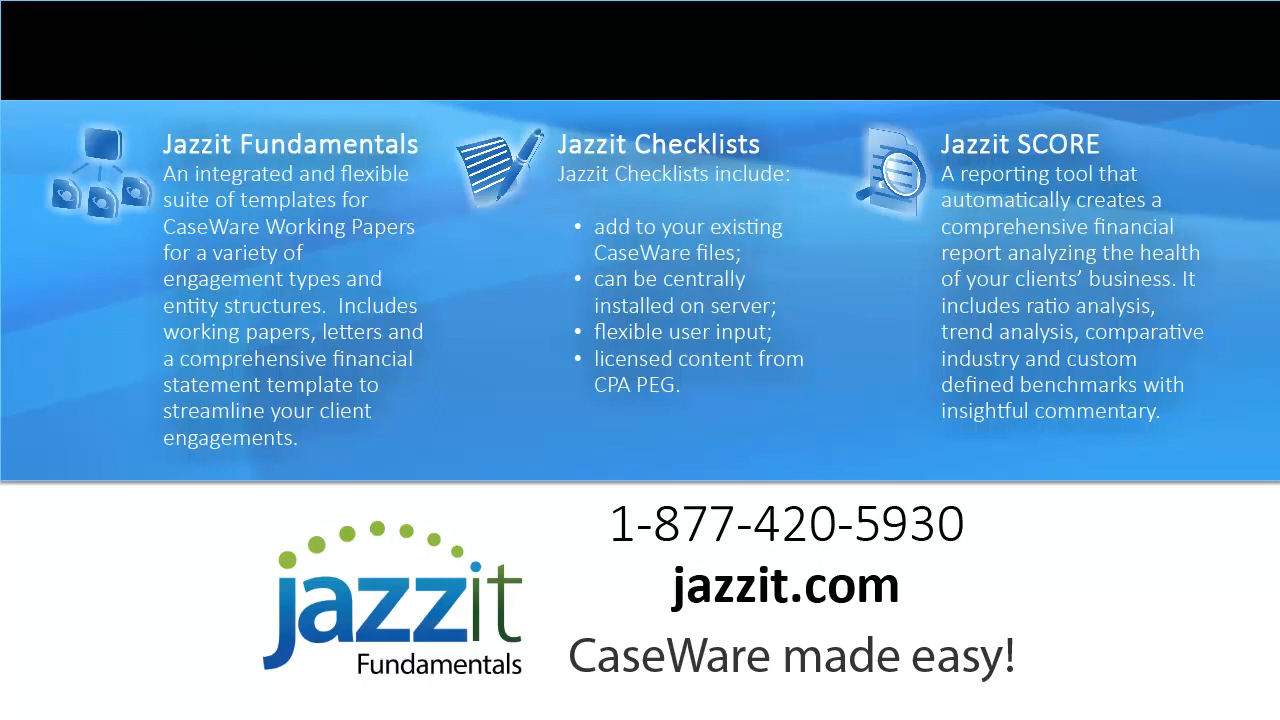 Jazzit Fundamentals
An integrated and flexible
suite of templates for
CaseWare Working Papers
for a variety of
engagement types and
entity structures.  Includes
working papers, letters and
a comprehensive financial
statement template to
streamline your client
engagements.
Jazzit Checklists
Jazzit Checklists include:
• add to your existing
CaseWare files;
• can be centrally
installed on server;
• flexible user input;
• licensed content from
CPA PEG.
Jazzit SCORE
A reporting tool that
automatically creates a
comprehensive financial
report analyzing the health
of your clients’ business. It
includes ratio analysis,
trend analysis, comparative
industry and custom
defined benchmarks with
insightful commentary.
jazzit
Fundamentals
1-877-420-5930
jazzit.com
CaseWare made easy!